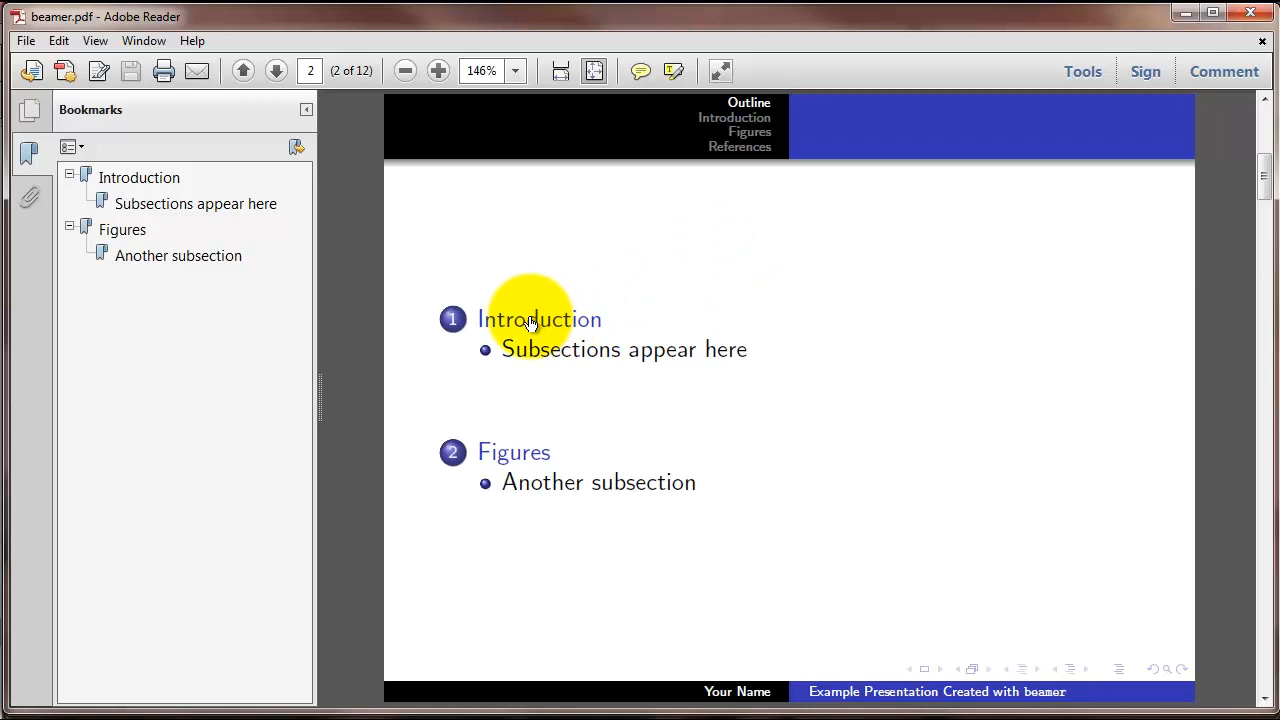 beamer.pdf - Adobe Reader
File Edit View Window Help
2 (2 of 12) 146% Tools Sign Comment
Bookmarks
Introduction
Subsections appear here
Figures
Another subsection
Outline
Introduction
Figures
References
1 Introduction
Subsections appear here
2 Figures
Another subsection
Your Name Example Presentation Created with beamer